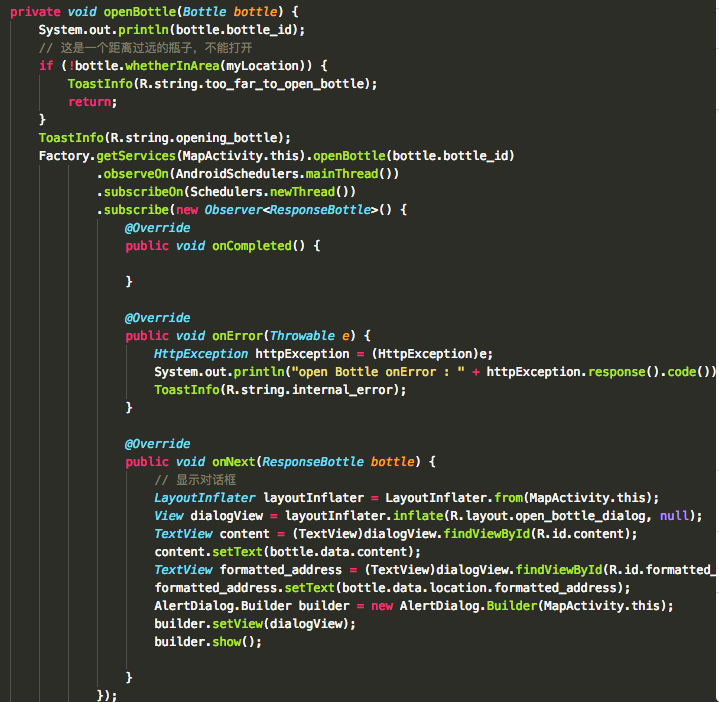 private void openBottle(Bottle bottle) {
System.out.println(bottle.bottle_id);
// 这是一个距离过远的瓶子，不能打开
if (!bottle.whetherInArea(myLocation)) {
ToastInfo(R.string.too_far_to_open_bottle);
return;
}
ToastInfo(R.string.opening_bottle);
Factory.getServices(MapActivity.this).openBottle(bottle.bottle_id)
.observeOn(AndroidSchedulers.mainThread())
.subscribeOn(Schedulers.newThread())
.subscribe(new Observer<ResponseBottle>() {
@Override
public void onCompleted() {
}
@Override
public void onError(Throwable e) {
HttpException httpException = (HttpException)e;
System.out.println("open Bottle onError : " + httpException.response().code())
ToastInfo(R.string.internal_error);
}
@Override
public void onNext(ResponseBottle bottle) {
// 显示对话框
LayoutInflater layoutInflater = LayoutInflater.from(MapActivity.this);
View dialogView = layoutInflater.inflate(R.layout.open_bottle_dialog, null);
TextView content = (TextView)dialogView.findViewById(R.id.content);
content.setText(bottle.data.content);
TextView formatted_address = (TextView)dialogView.findViewById(R.id.formatted_
formatted_address.setText(bottle.data.location.formatted_address);
AlertDialog.Builder builder = new AlertDialog.Builder(MapActivity.this);
builder.setView(dialogView);
builder.show();
}
});